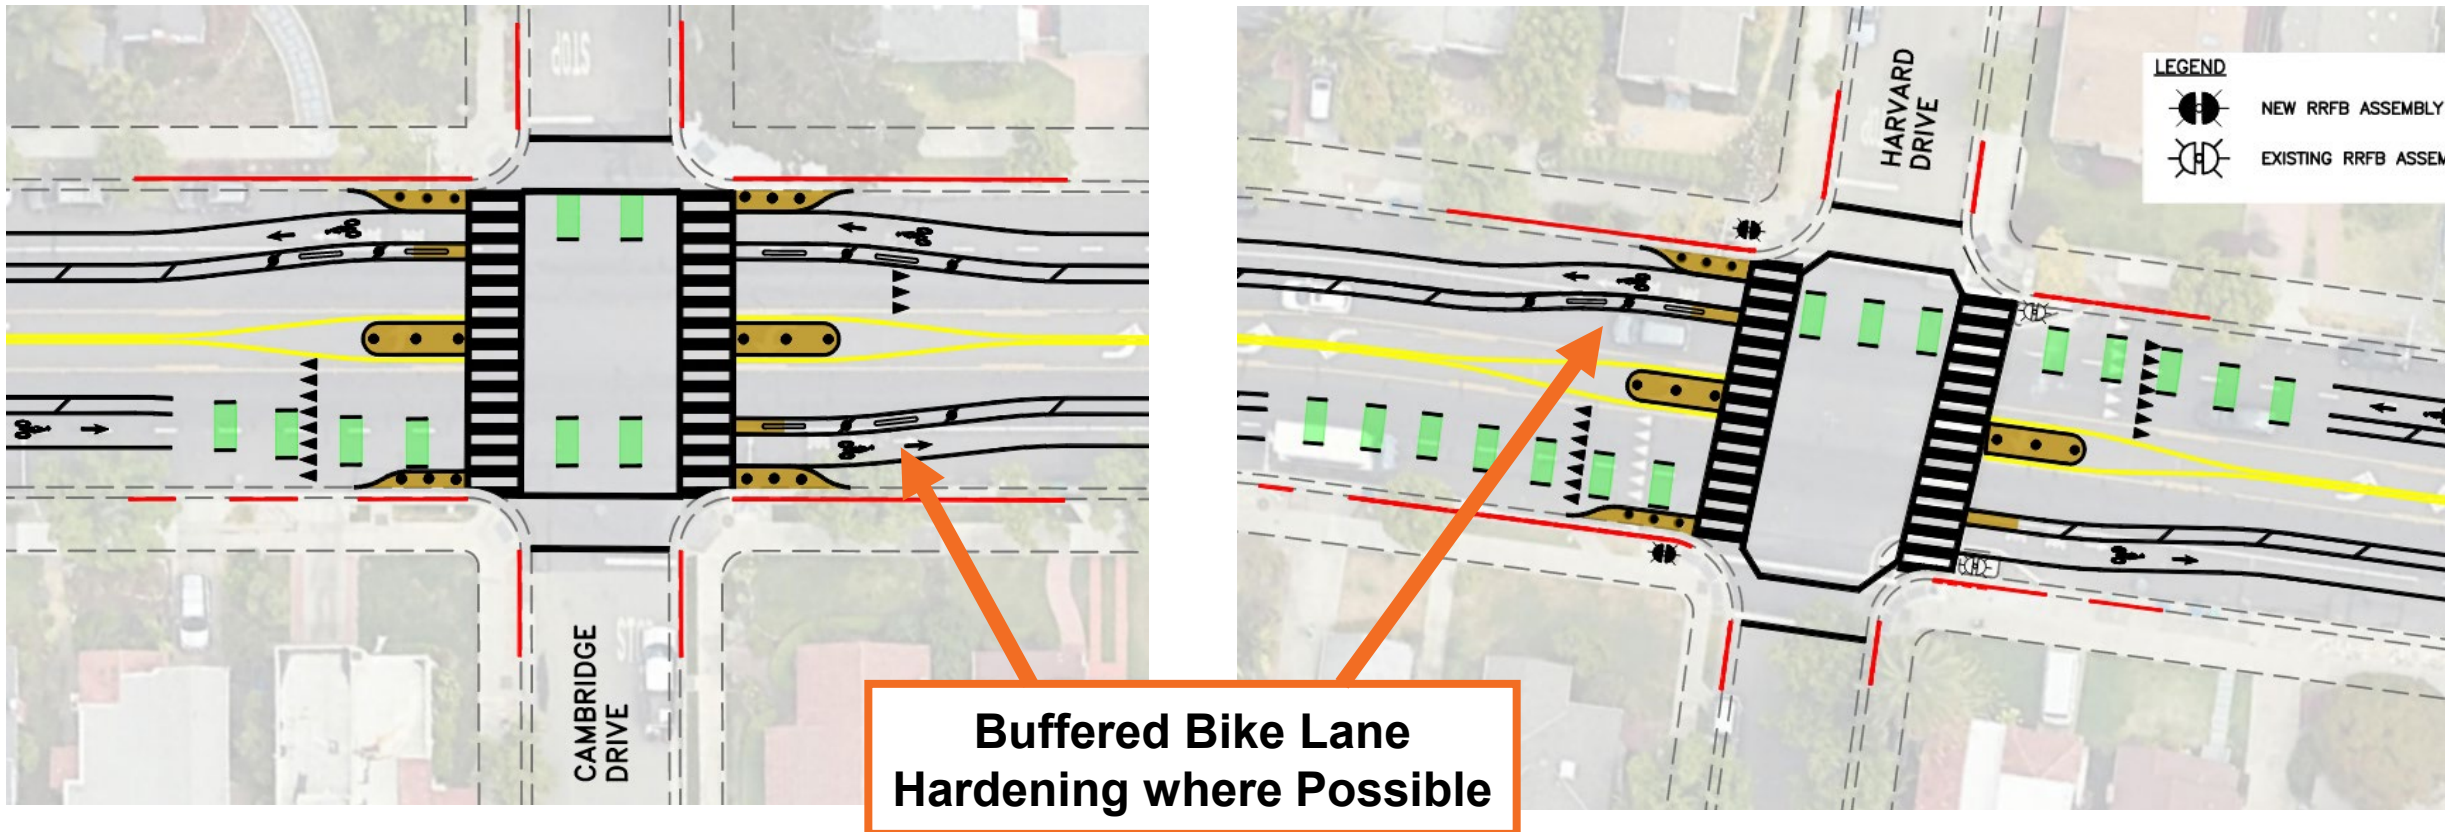 STOP
CAMBRIDGE
DRIVE
HARVARD
DRIVE
LEGEND
NEW RRFB ASSEMBLY
EXISTING RRFB ASSEM
Buffered Bike Lane
Hardening where Possible